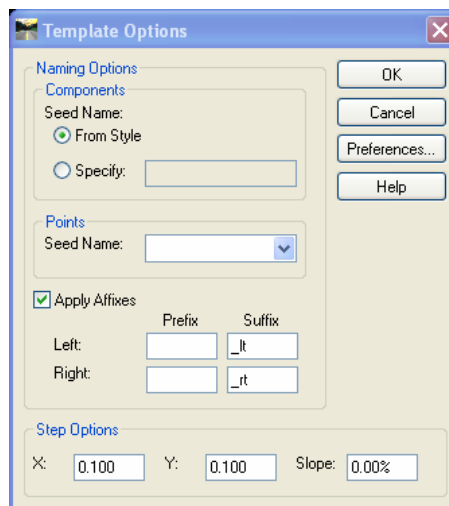 Template Options
Naming Options
Components
Seed Name:
From Style
Specify:
Points
Seed Name:
Apply Affixes
Prefix Suffix
Left: _lt
Right: _rt
Step Options
X: 0.100 Y: 0.100 Slope: 0.00%
OK
Cancel
Preferences...
Help